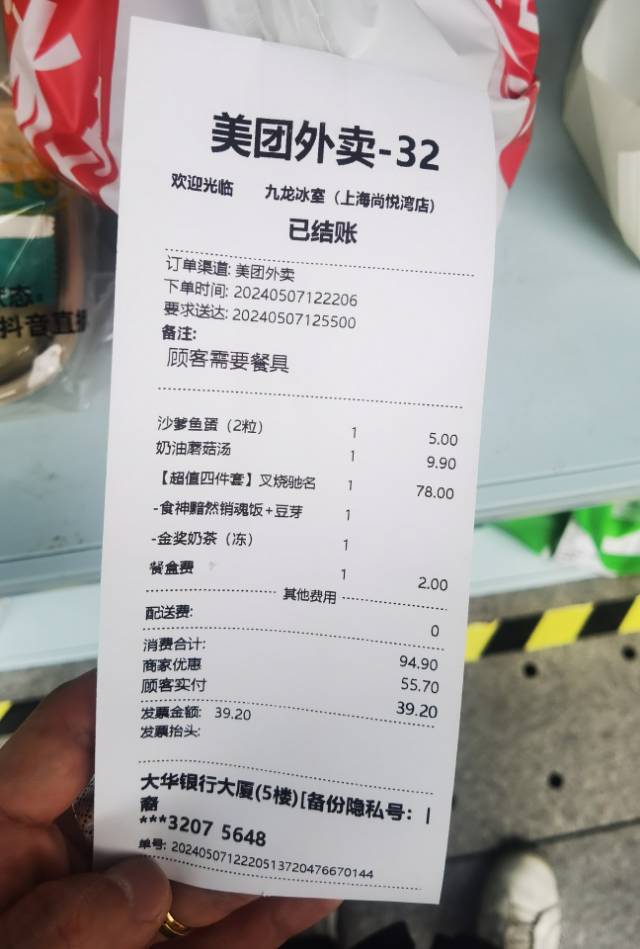 美团外卖-32
欢迎光临 九龙冰室（上海尚悦湾店）
已结账
订单渠道: 美团外卖
下单时间: 20240507122206
要求送达: 20240507125500
备注:
顾客需要餐具
沙爹鱼蛋（2粒） 1 5.00
奶油蘑菇汤 1 9.90
【超值四件套】叉烧驰名 1 78.00
-食神黯然销魂饭+豆芽 1
-金奖奶茶（冻） 1
餐盒费 1 2.00
其他费用
配送费: 0
消费合计: 94.90
商家优惠 55.70
顾客实付 39.20
发票金额: 39.20
发票抬头:
大华银行大厦(5楼)[备份隐私号：
裔
***3207 5648
单号: 2024050712220513720476670144
状态
抖音直播